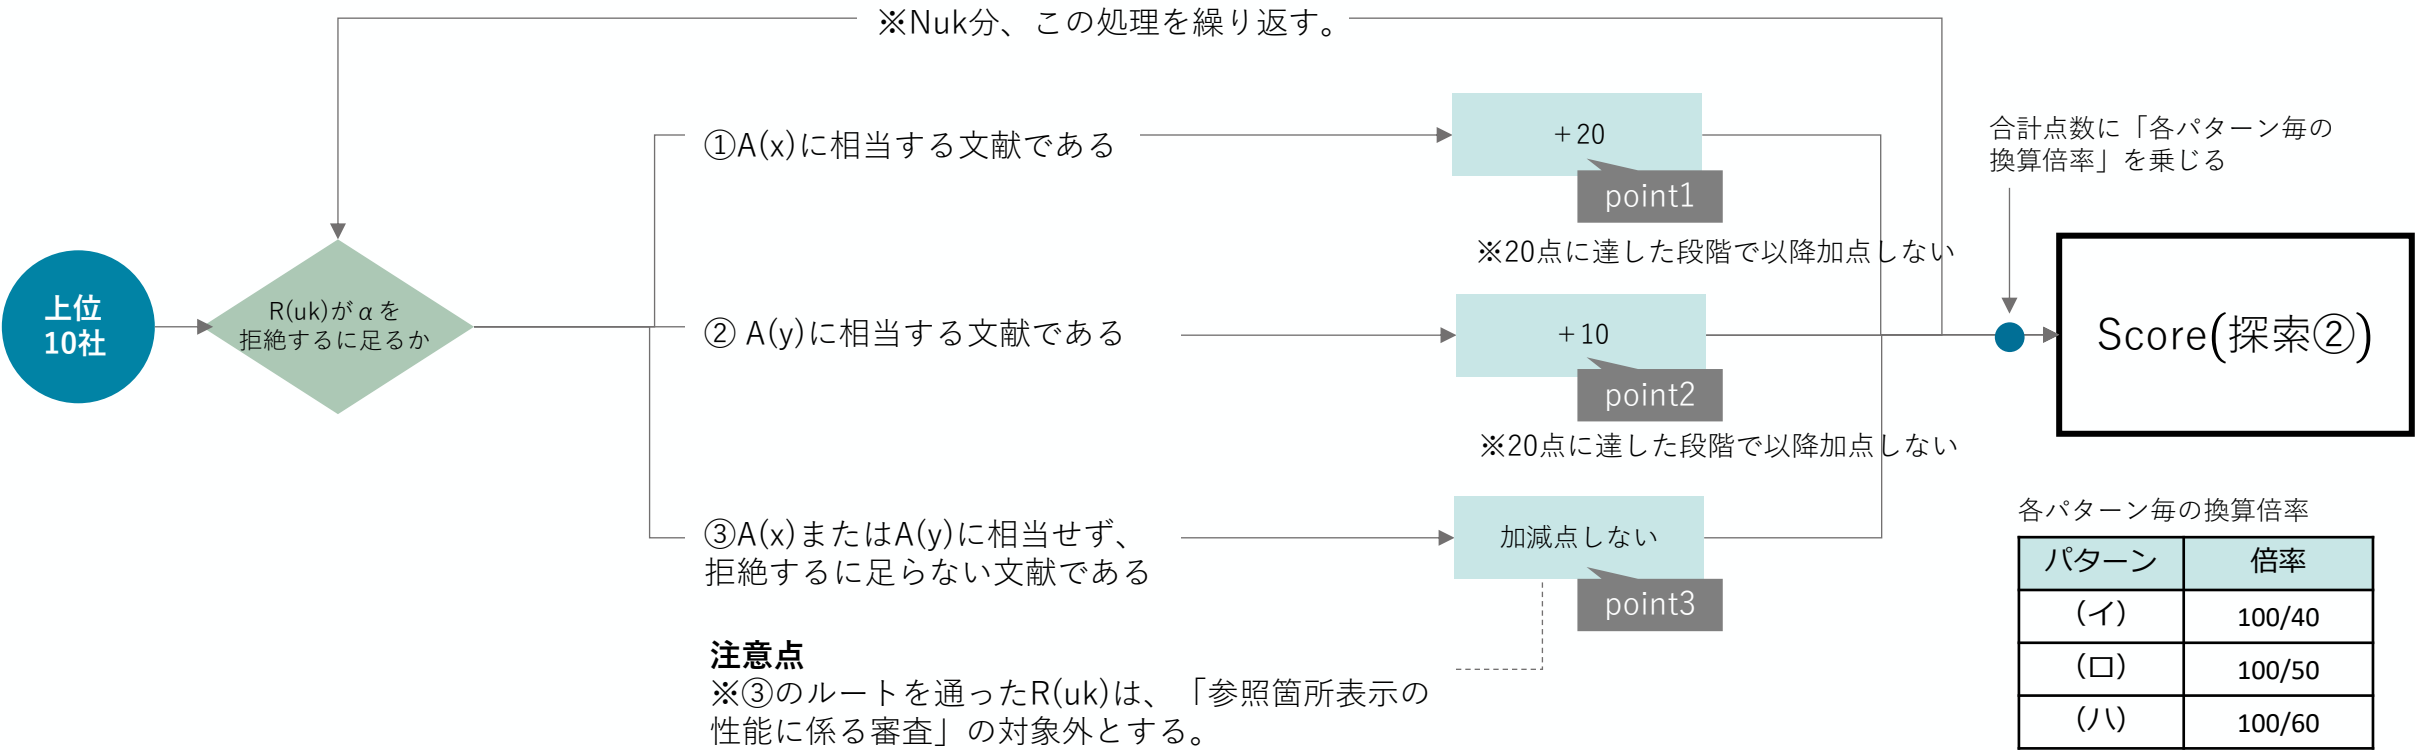 ※Nuk分、この処理を繰り返す。
上位
10社
R(uk)がαを
拒絶するに足るか
①A(x)に相当する文献である
＋20
point1
※20点に達した段階で以降加点しない
② A(y)に相当する文献である
＋10
point2
※20点に達した段階で以降加点しない
③A(x)またはA(y)に相当せず、
拒絶するに足らない文献である
加減点しない
point3
注意点
※③のルートを通ったR(uk)は、「参照箇所表示の
性能に係る審査」の対象外とする。
合計点数に「各パターン毎の
換算倍率」を乗じる
Score(探索②)
各パターン毎の換算倍率
パターン 倍率
（イ） 100/40
（ロ） 100/50
（ハ） 100/60